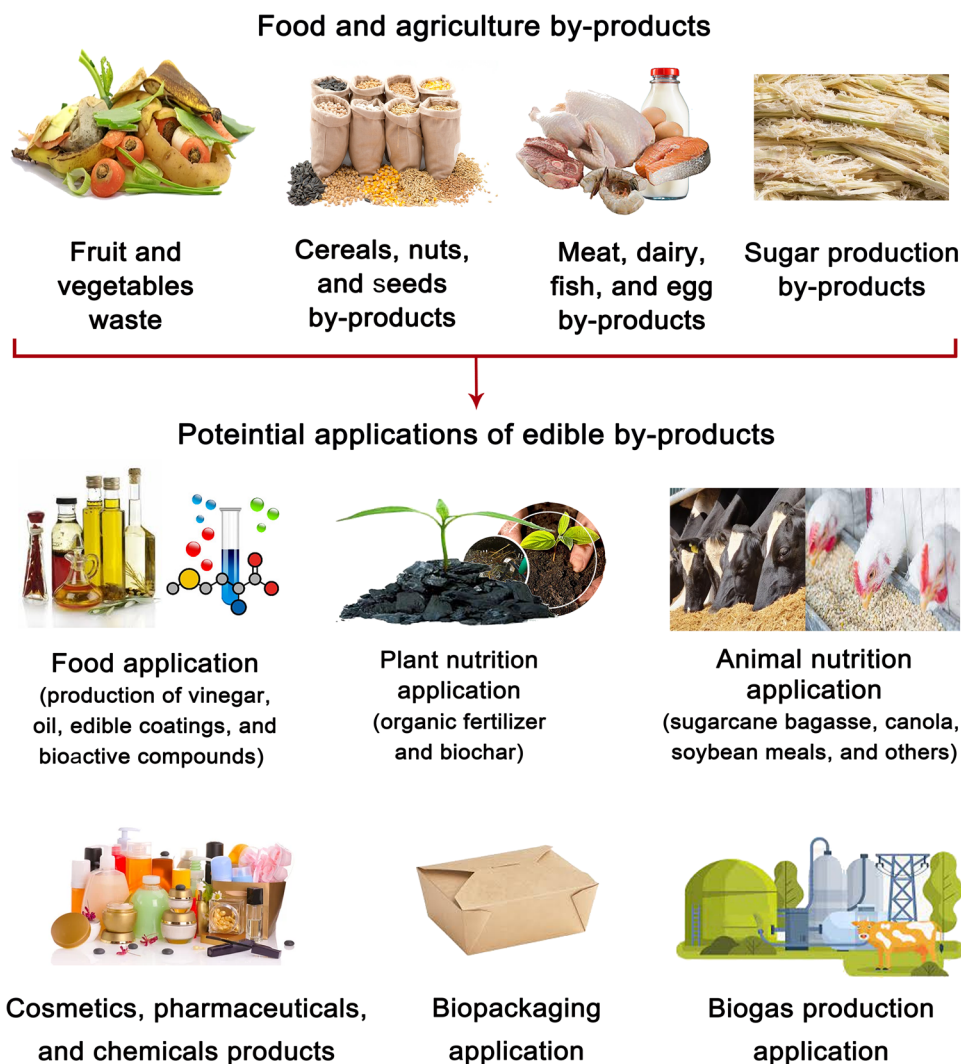 Food and agriculture by-products
Fruit and
vegetables
waste
Cereals, nuts,
and seeds
by-products
Meat, dairy,
fish, and egg
by-products
Sugar production
by-products
Poteintial applications of edible by-products
Food application
(production of vinegar,
oil, edible coatings, and
bioactive compounds)
Plant nutrition
application
(organic fertilizer
and biochar)
Animal nutrition
application
(sugarcane bagasse, canola,
soybean meals, and others)
Cosmetics, pharmaceuticals,
and chemicals products
Biopackaging
application
Biogas production
application